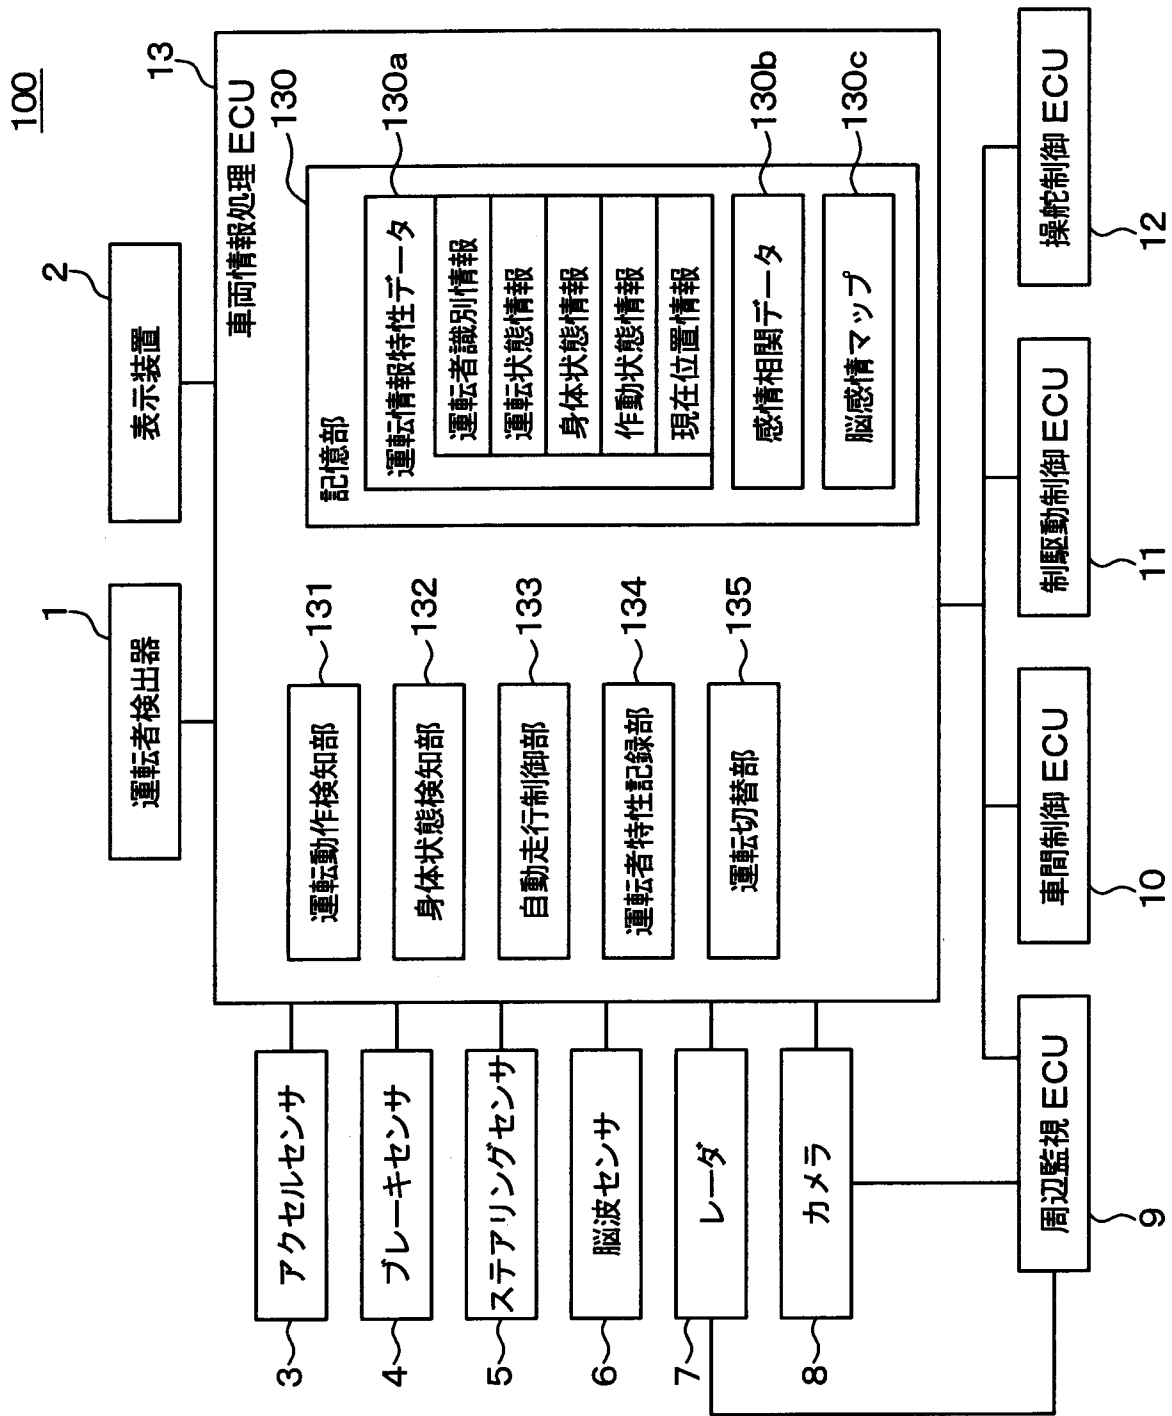 100
1
運転者検出器
2
表示装置
13
車両情報処理 ECU
3
アクセルセンサ
4
ブレーキセンサ
5
ステアリングセンサ
6
脳波センサ
7
レーダ
8
カメラ
運転動作検知部
131
身体状態検知部
132
自動走行制御部
133
運転者特性記録部
134
運転切替部
135
130
記憶部
130a
運転情報特性データ
運転者識別情報
運転状態情報
身体状態情報
作動状態情報
現在位置情報
感情相関データ
130b
脳感情マップ
130c
周辺監視 ECU
9
車間制御 ECU
10
制駆動制御 ECU
11
操舵制御 ECU
12